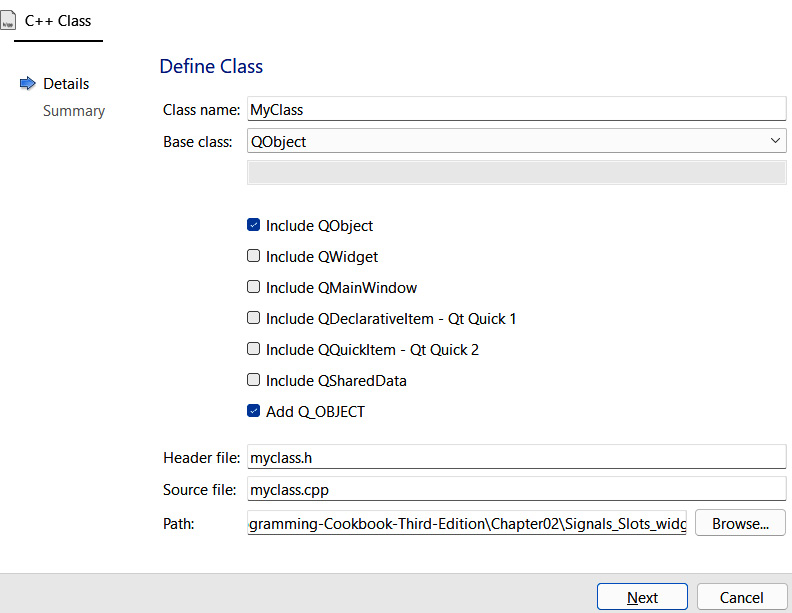 C++ Class
Define Class
Details
Summary
Class name: MyClass
Base class: QObject
Include QObject
Include QWidget
Include QMainWindow
Include QDeclarativeItem - Qt Quick 1
Include QQuickItem - Qt Quick 2
Include QSharedData
Add Q_OBJECT
Header file: myclass.h
Source file: myclass.cpp
Path: gramming-Cookbook-Third-Edition\Chapter02\Signals_Slots_widg Browse...
Next Cancel